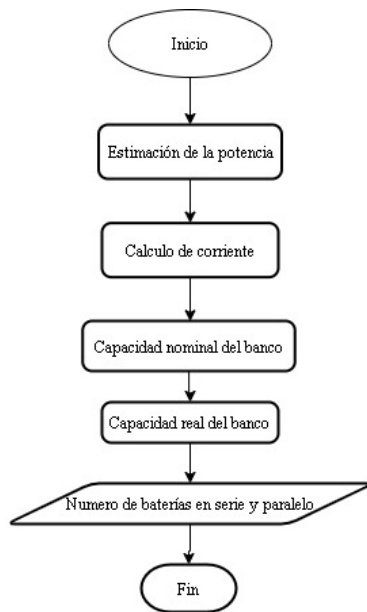 Inicio
Estimación de la potencia
Calculo de corriente
Capacidad nominal del banco
Capacidad real del banco
Numero de baterías en serie y paralelo
Fin